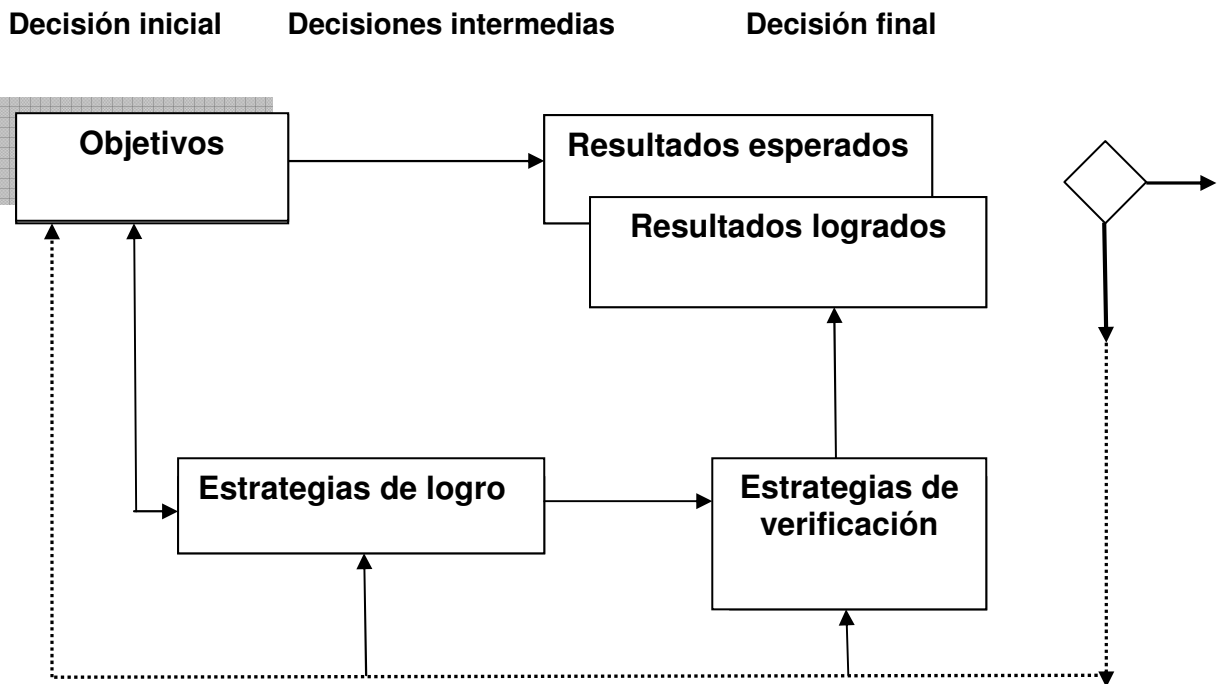 Decisión inicial
Decisiones intermedias
Decisión final
Objetivos
Resultados esperados
Resultados logrados
Estrategias de logro
Estrategias de
verificación